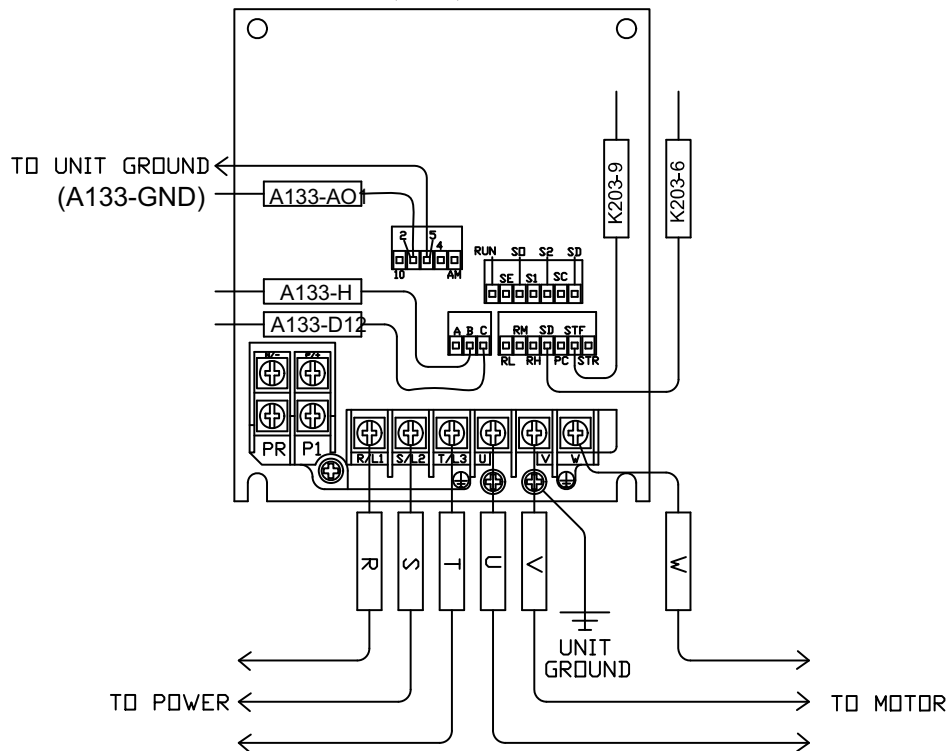 TO UNIT GROUND
(A133-GND)
A133-AO1
K203-9
K203-6
2 5
4
10 AM
RUN SO S2 SD
SE S1 SC
A133-H
A133-D12
A B C
RM SD STF
RL RH PC STR
P/+
PR P1
R/L1 S/L2 T/L3 U V W
R S T U V W
UNIT
GROUND
TO POWER
TO MOTOR